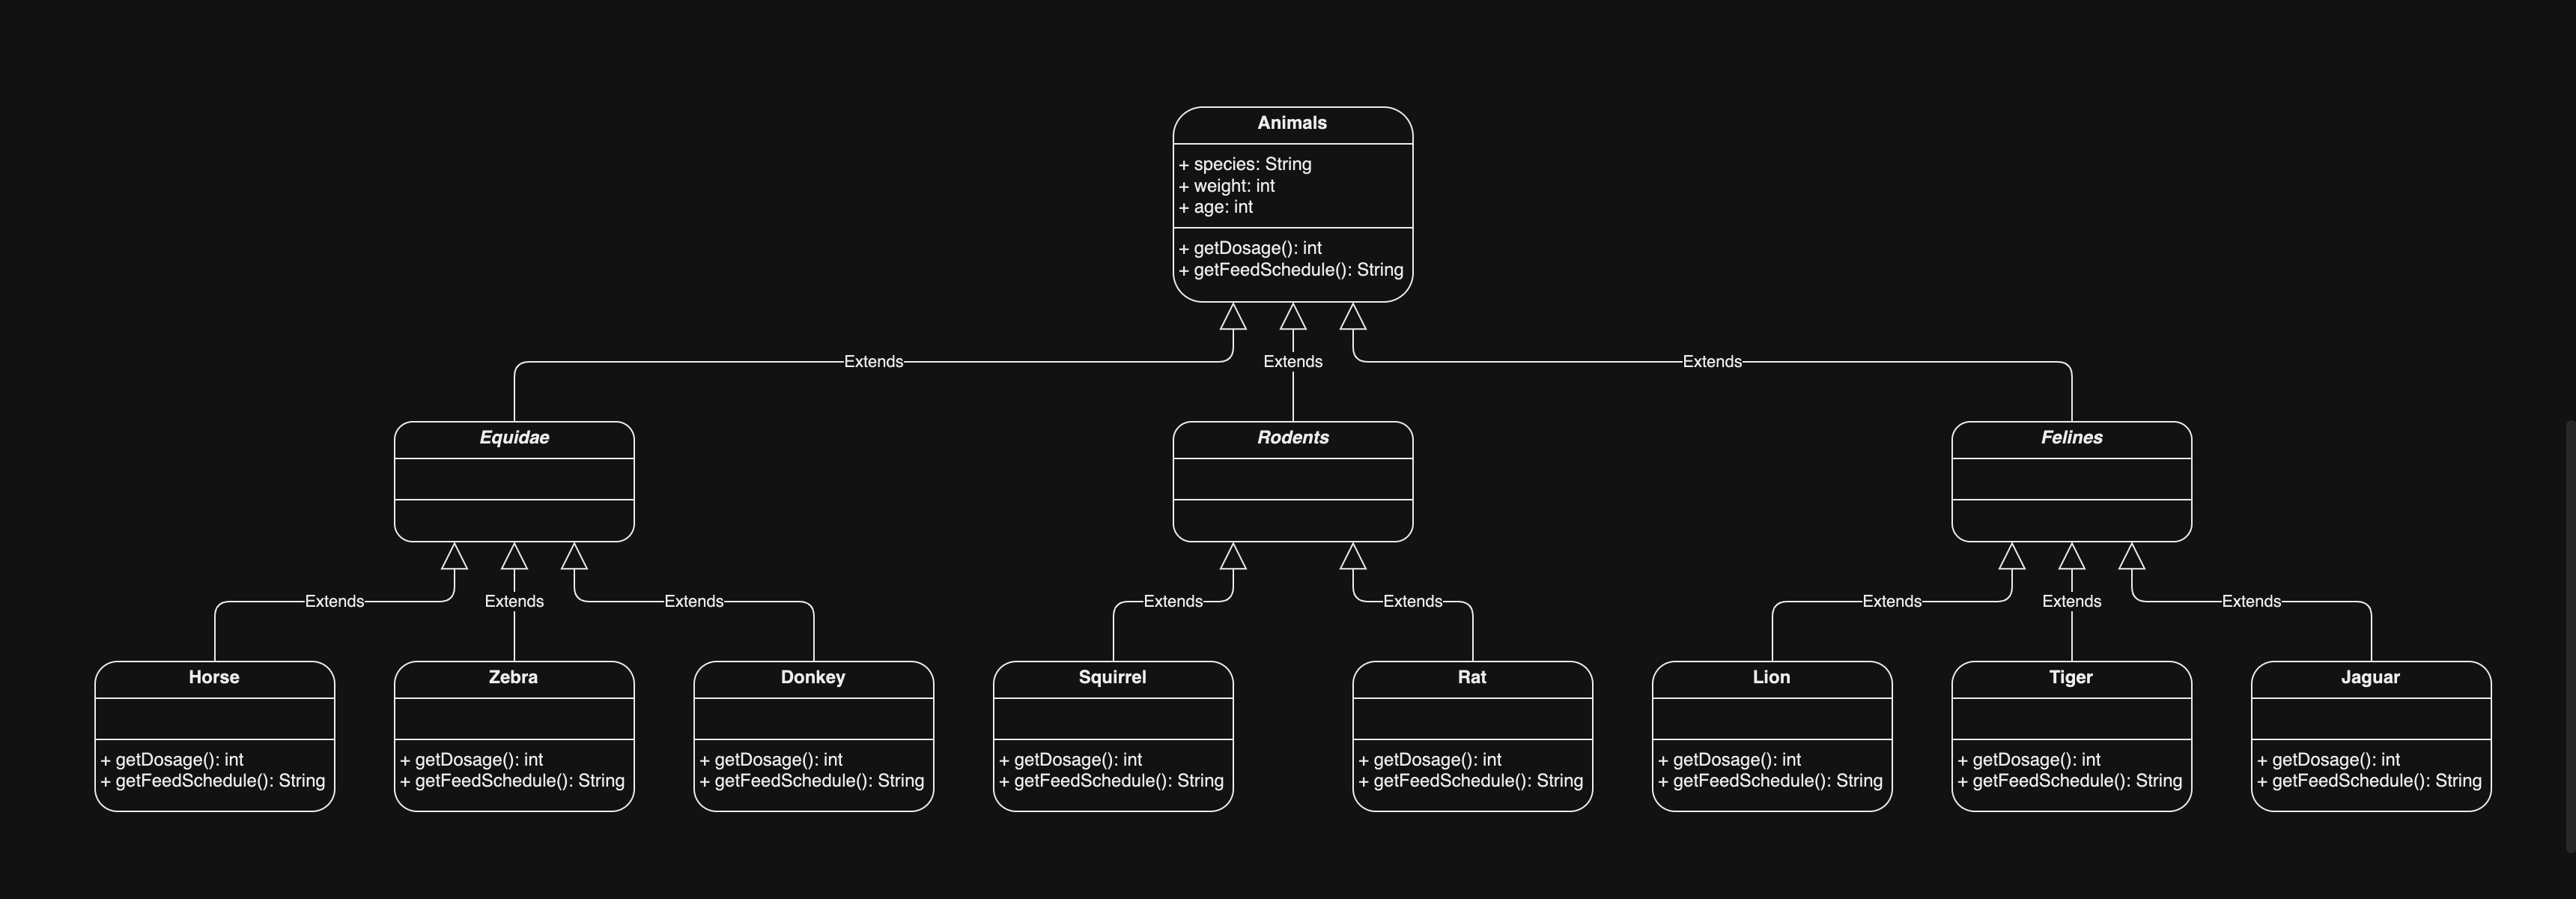 Animals
+ species: String
+ weight: int
+ age: int
+ getDosage(): int
+ getFeedSchedule(): String
Extends
Extends
Extends
Equidae
Rodents
Felines
Extends
Extends
Extends
Extends
Extends
Extends
Extends
Extends
Horse
+ getDosage(): int
+ getFeedSchedule(): String
Zebra
+ getDosage(): int
+ getFeedSchedule(): String
Donkey
+ getDosage(): int
+ getFeedSchedule(): String
Squirrel
+ getDosage(): int
+ getFeedSchedule(): String
Rat
+ getDosage(): int
+ getFeedSchedule(): String
Lion
+ getDosage(): int
+ getFeedSchedule(): String
Tiger
+ getDosage(): int
+ getFeedSchedule(): String
Jaguar
+ getDosage(): int
+ getFeedSchedule(): String